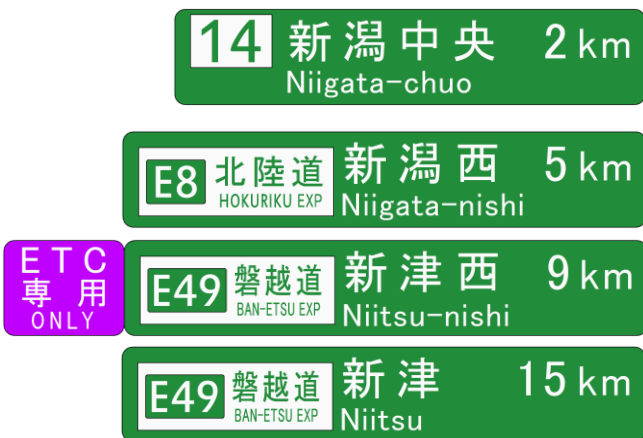 14 新潟中央 2km
Niigata-chuo
E8 北陸道 新潟西 5km
HOKURIKU EXP Niigata-nishi
ETC
専用
ONLY
E49 磐越道 新津西 9km
BAN-ETSU EXP Niitsu-nishi
E49 磐越道 新津 15km
BAN-ETSU EXP Niitsu